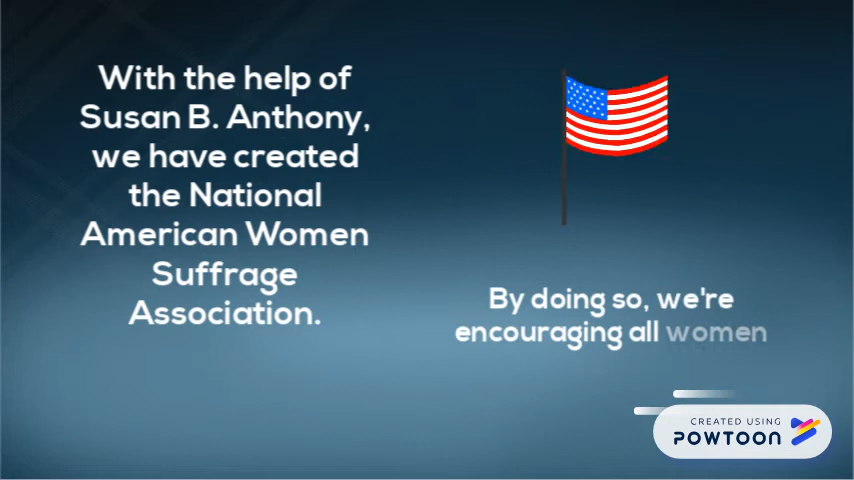 With the help of
Susan B. Anthony,
we have created
the National
American Women
Suffrage
Association.
By doing so, we're
encouraging all women
CREATED USING
POWTOON